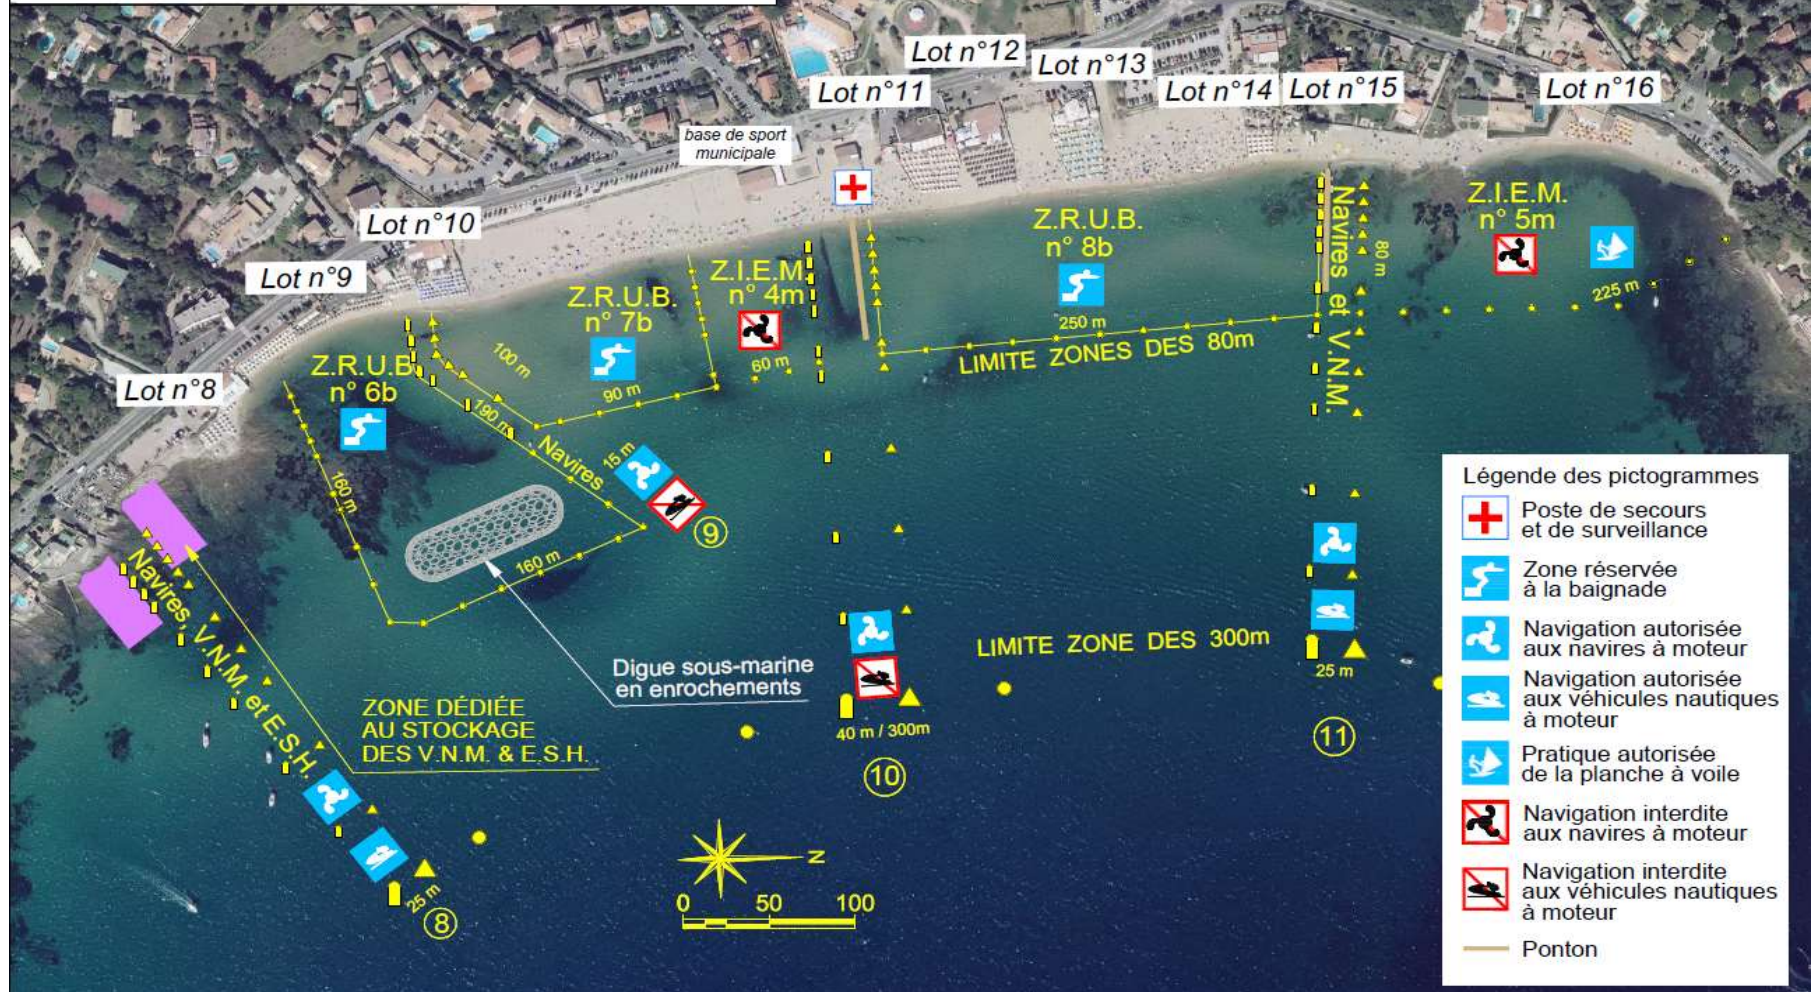 Lot n°12
Lot n°13
Lot n°11
Lot n°14
Lot n°15
Lot n°16
base de sport
municipale
Lot n°10
Lot n°9
Lot n°8
Z.R.U.B.
n° 8b
250 m
LIMITE ZONES DES 80m
Z.I.E.M.
n° 5m
225 m
Navires et V.N.M.
80 m
Z.I.E.M
n° 4m
60 m
Z.R.U.B.
n° 7b
90 m
100 m
190 m
Navires
15 m
9
Z.R.U.B
n° 6b
160 m
160 m
Digue sous-marine
en enrochements
Navires, V.N.M. et E.S.H.
ZONE DÉDIÉE
AU STOCKAGE
DES V.N.M. & E.S.H.
25 m
8
LIMITE ZONE DES 300m
40 m / 300m
10
25 m
11
N
0 50 100
Légende des pictogrammes
Poste de secours
et de surveillance
Zone réservée
à la baignade
Navigation autorisée
aux navires à moteur
Navigation autorisée
aux véhicules nautiques
à moteur
Pratique autorisée
de la planche à voile
Navigation interdite
aux navires à moteur
Navigation interdite
aux véhicules nautiques
à moteur
Ponton